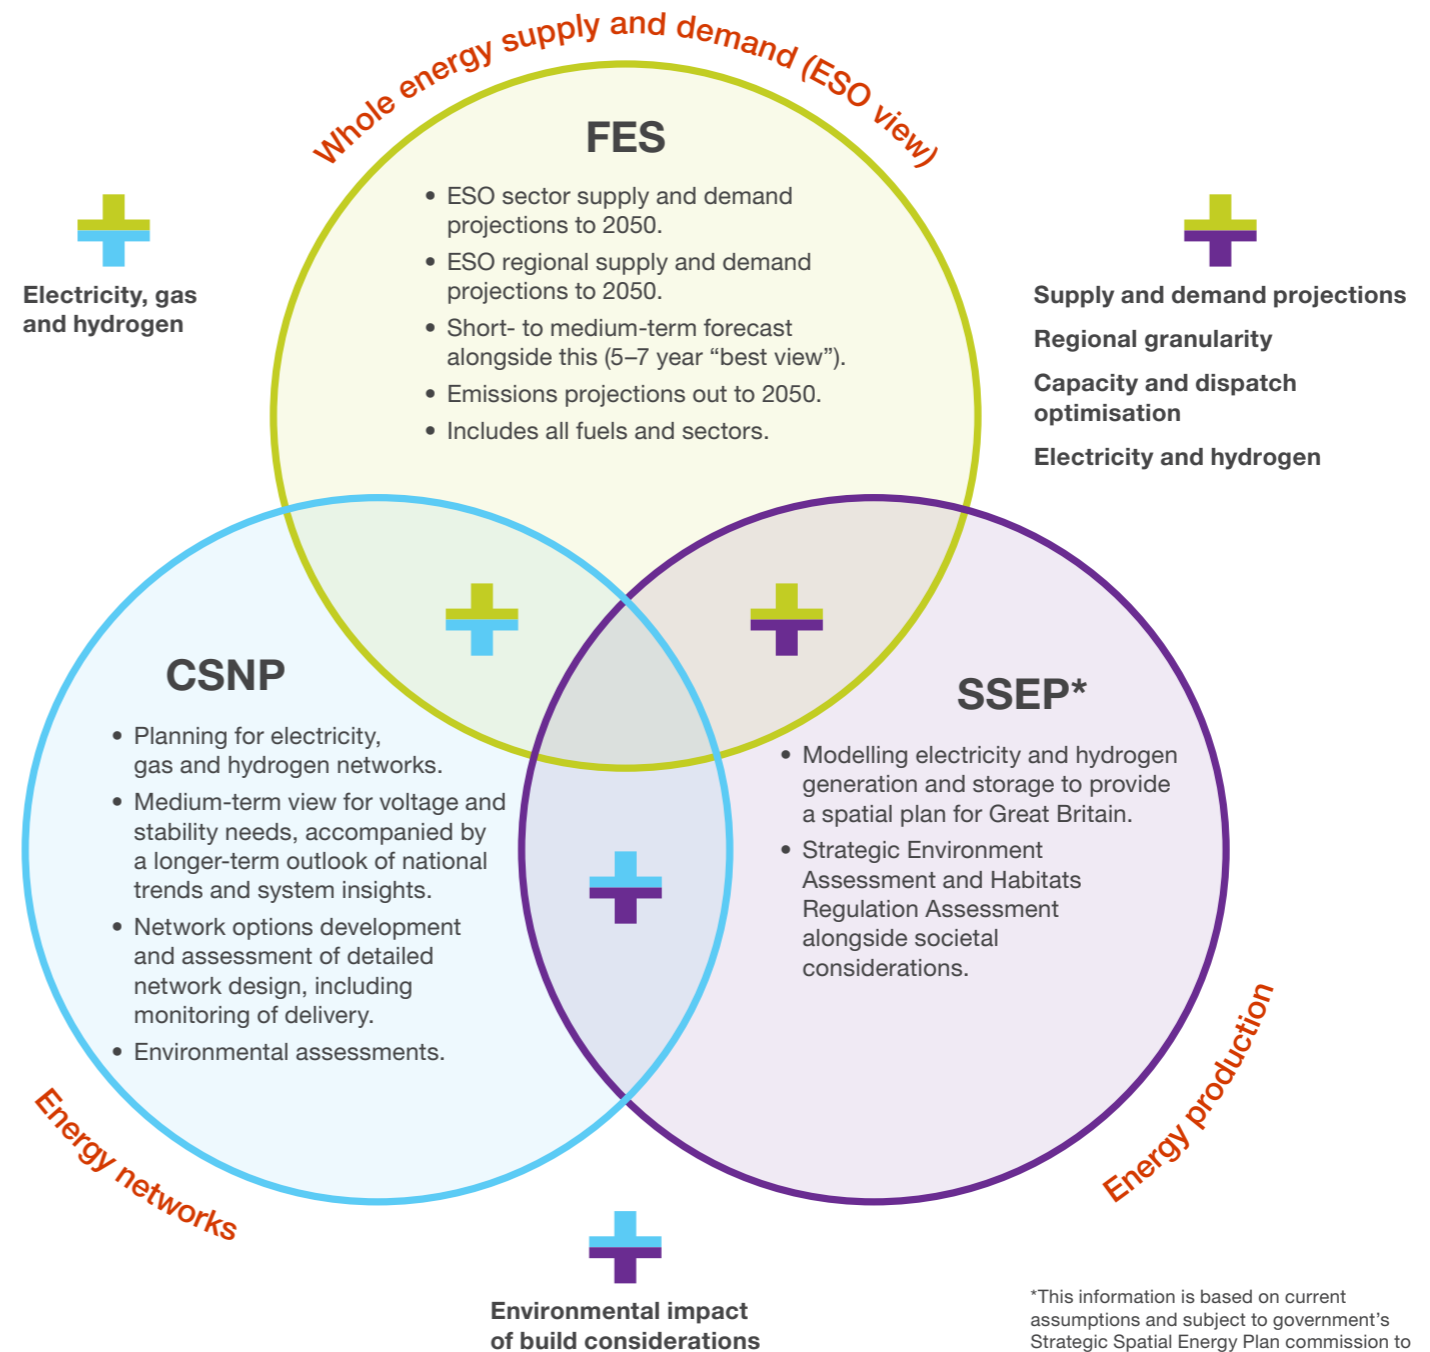 Whole energy supply and demand (ESO view)
FES
• ESO sector supply and demand
projections to 2050.
• ESO regional supply and demand
projections to 2050.
• Short- to medium-term forecast
alongside this (5–7 year “best view”).
• Emissions projections out to 2050.
• Includes all fuels and sectors.
Electricity, gas
and hydrogen
Supply and demand projections
Regional granularity
Capacity and dispatch
optimisation
Electricity and hydrogen
CSNP
• Planning for electricity,
gas and hydrogen networks.
• Medium-term view for voltage and
stability needs, accompanied by
a longer-term outlook of national
trends and system insights.
• Network options development
and assessment of detailed
network design, including
monitoring of delivery.
• Environmental assessments.
Energy networks
SSEP*
• Modelling electricity and hydrogen
generation and storage to provide
a spatial plan for Great Britain.
• Strategic Environment
Assessment and Habitats
Regulation Assessment
alongside societal
considerations.
Energy production
Environmental impact
of build considerations
*This information is based on current
assumptions and subject to government’s
Strategic Spatial Energy Plan commission to